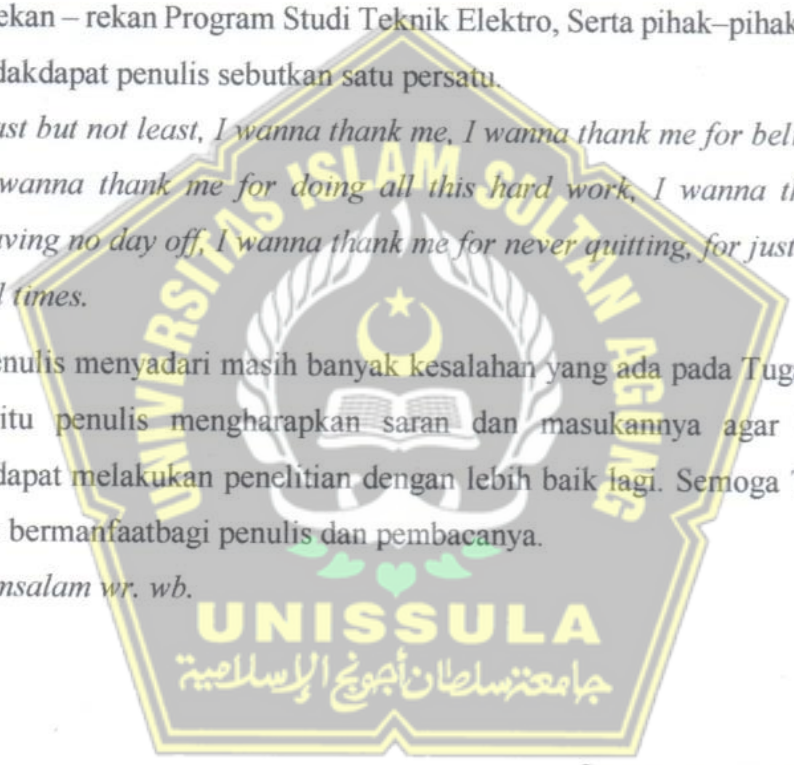 ekan – rekan Program Studi Teknik Elektro, Serta pihak–pihak
dakdapat penulis sebutkan satu persatu.
ust but not least, I wanna thank me, I wanna thank me for bel
wanna thank me for doing all this hard work, I wanna th
aving no day off, I wanna thank me for never quitting, for just
l times.
enulis menyadari masih banyak kesalahan yang ada pada Tuga
itu penulis mengharapkan saran dan masukannya agar
dapat melakukan penelitian dengan lebih baik lagi. Semoga T
bermanfaatbagi penulis dan pembacanya.
msalam wr. wb.
UNIVERSITAS ISLAM SULTAN AGUNG
UNISSULA
جامعة سلطان أجونج الإسلامية